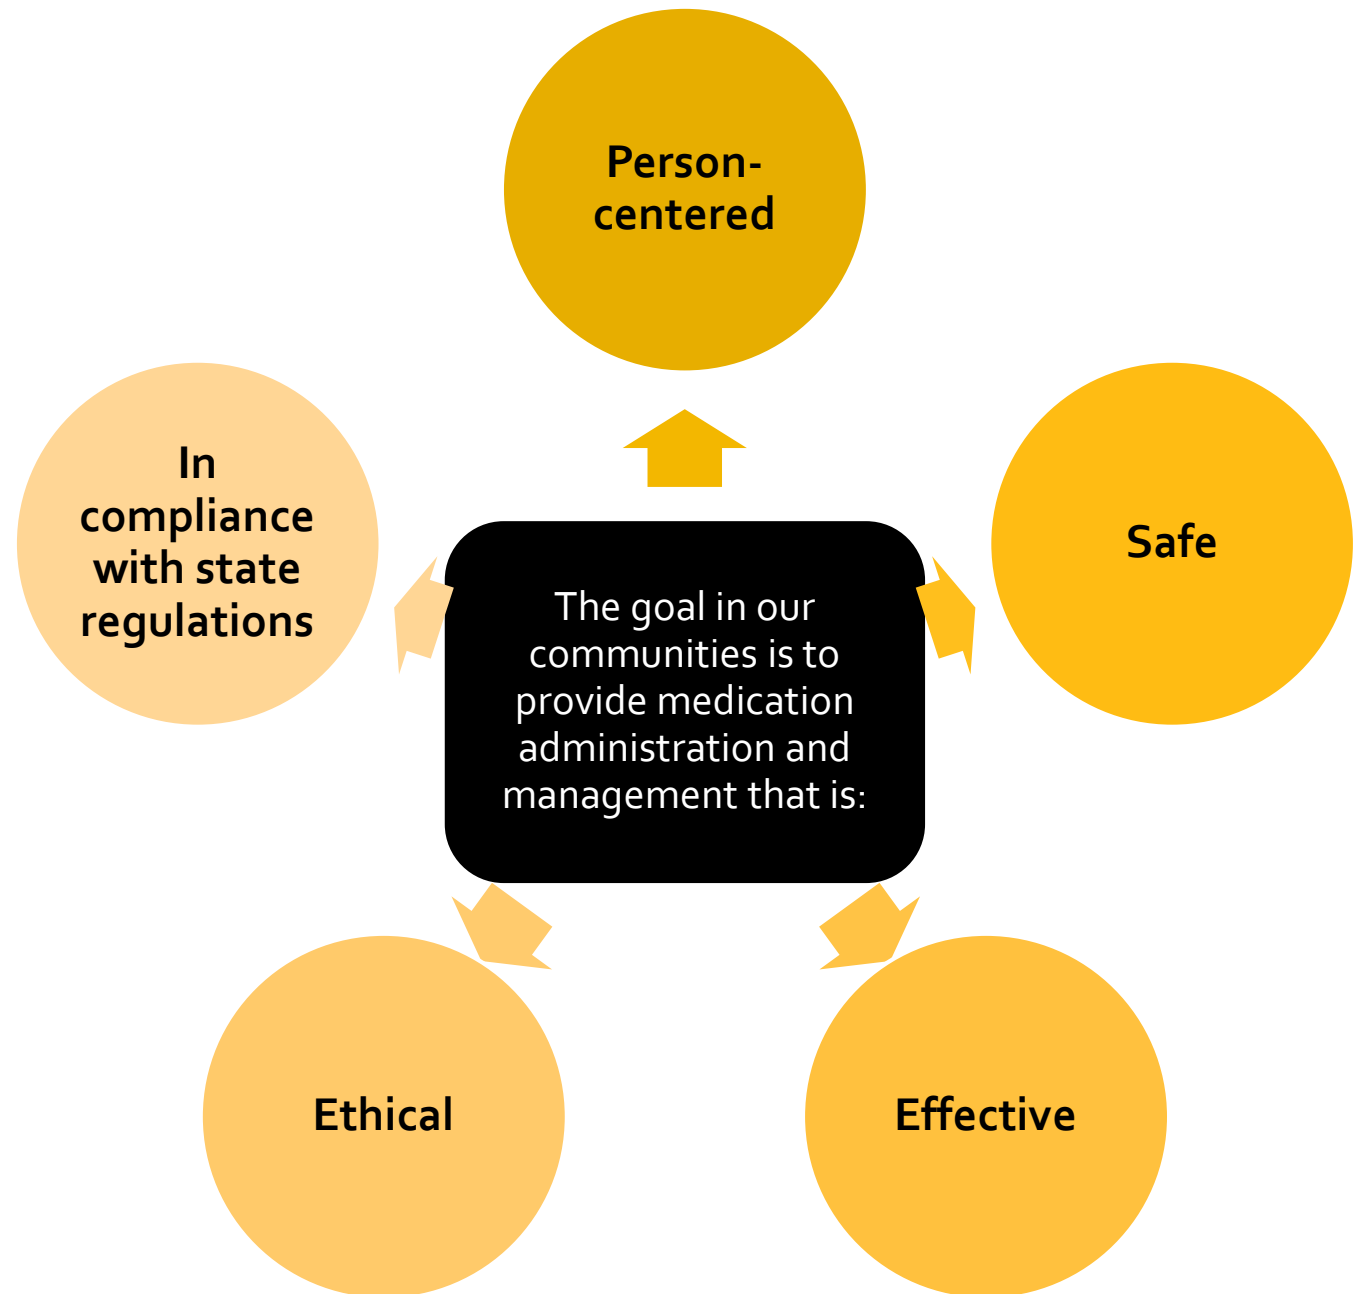 Person-
centered
In
compliance
with state
regulations
The goal in our
communities is to
provide medication
administration and
management that is:
Safe
Ethical
Effective